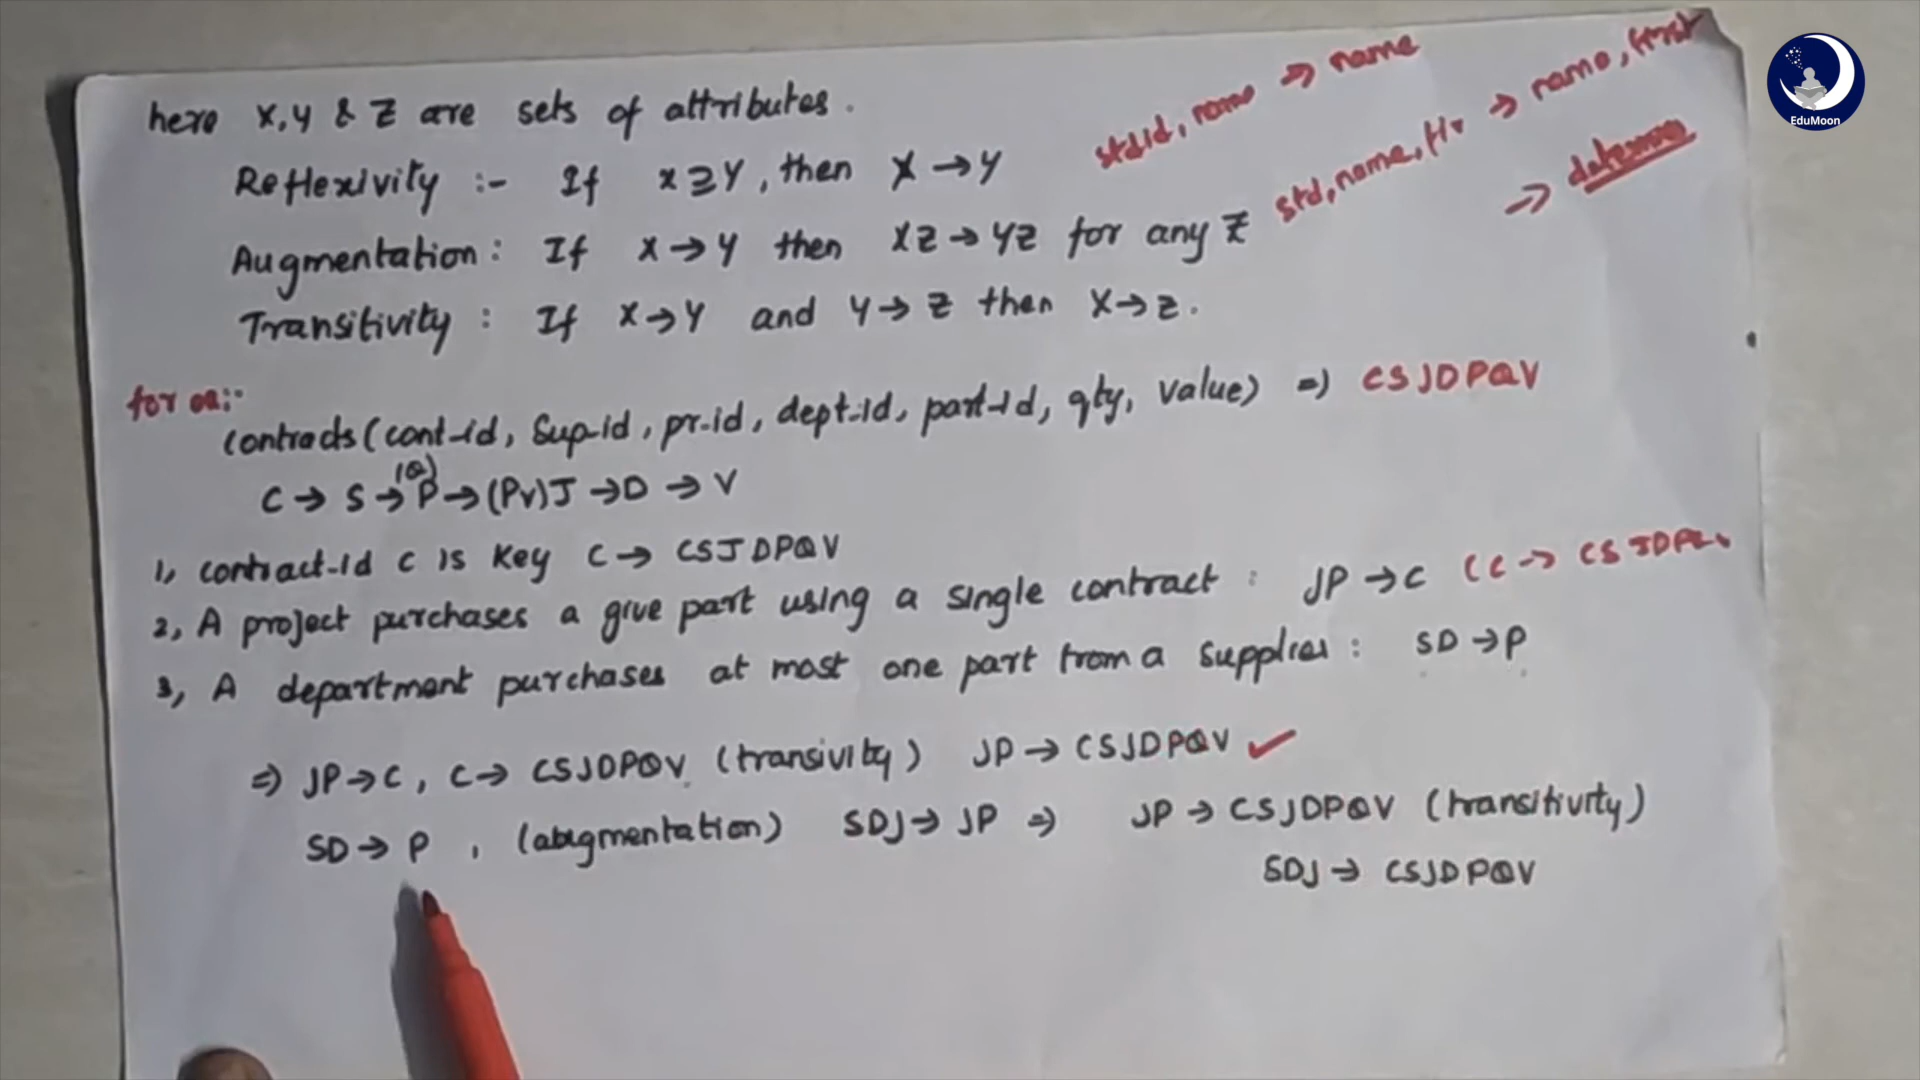 here X, Y & Z are sets of attributes.
Reflexivity :- If X ⊇ Y, then X → Y
stdid, name → name
Augmentation : If X → Y then XZ → YZ for any Z
std, name, → name,
→
Transitivity : If X → Y and Y → Z then X → Z.
for ex:-
Contracts (cont-id, Sup-id, pr-id, dept-id, part-id, qty, value) ⇒ CSJDPQV
(Q)
C → S → P → (PV) J → D → V
1, contract-id C is Key C → CSJDPQV
2, A project purchases a give part using a single contract : JP → C (C → CSJDPQV
3, A department purchases at most one part from a supplier : SD → P
⇒ JP → C, C → CSJDPQV (transivity) JP → CSJDPQV ✓
SD → P , (augmentation) SDJ → JP ⇒ JP → CSJDPQV (transitivity)
SDJ → CSJDPQV
EduMoon